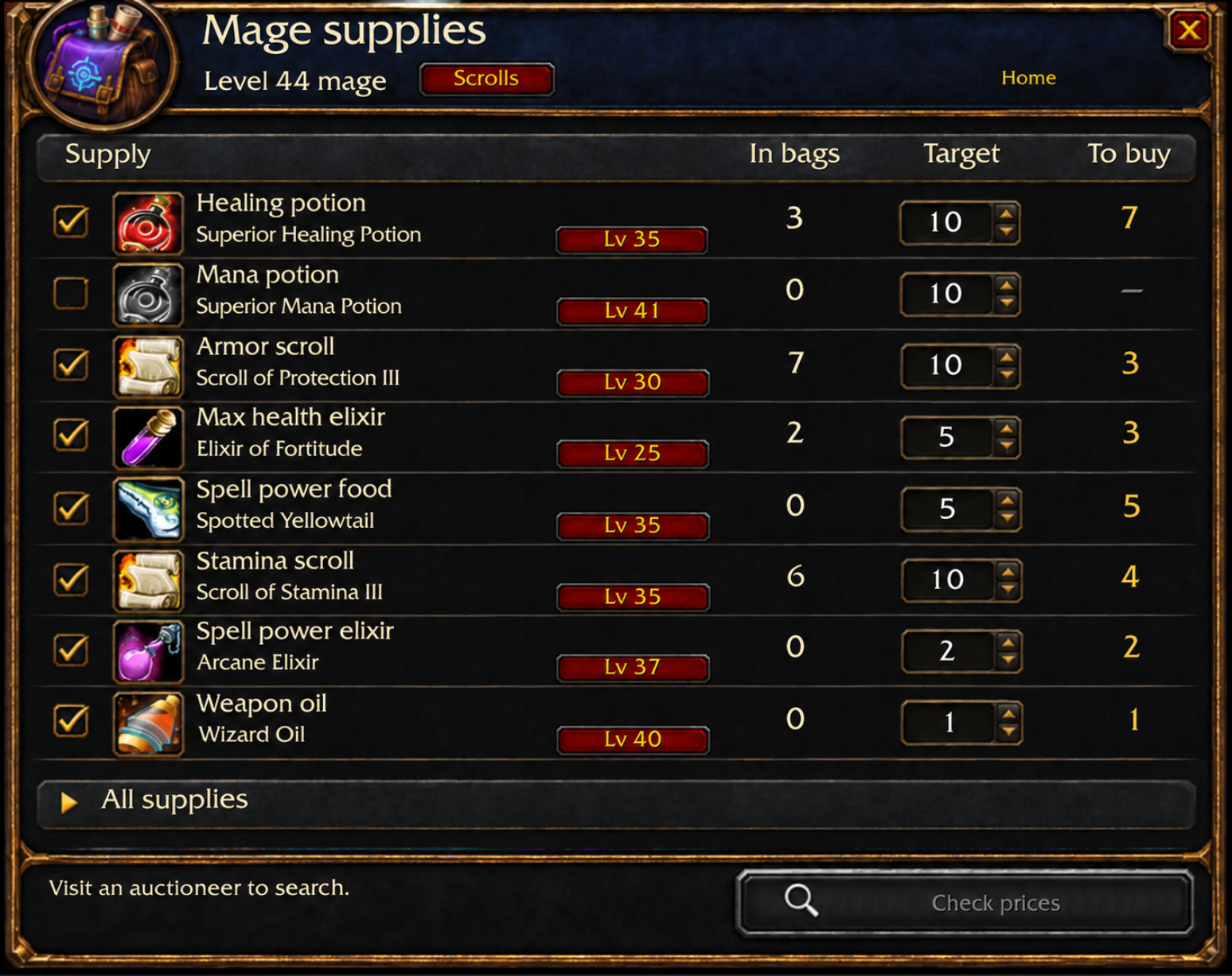 Mage supplies
Level 44 mage
Scrolls
Home
Supply
In bags
Target
To buy
Healing potion
Superior Healing Potion
Lv 35
3
10
7
Mana potion
Superior Mana Potion
Lv 41
0
10
—
Armor scroll
Scroll of Protection III
Lv 30
7
10
3
Max health elixir
Elixir of Fortitude
Lv 25
2
5
3
Spell power food
Spotted Yellowtail
Lv 35
0
5
5
Stamina scroll
Scroll of Stamina III
Lv 35
6
10
4
Spell power elixir
Arcane Elixir
Lv 37
0
2
2
Weapon oil
Wizard Oil
Lv 40
0
1
1
All supplies
Visit an auctioneer to search.
Check prices